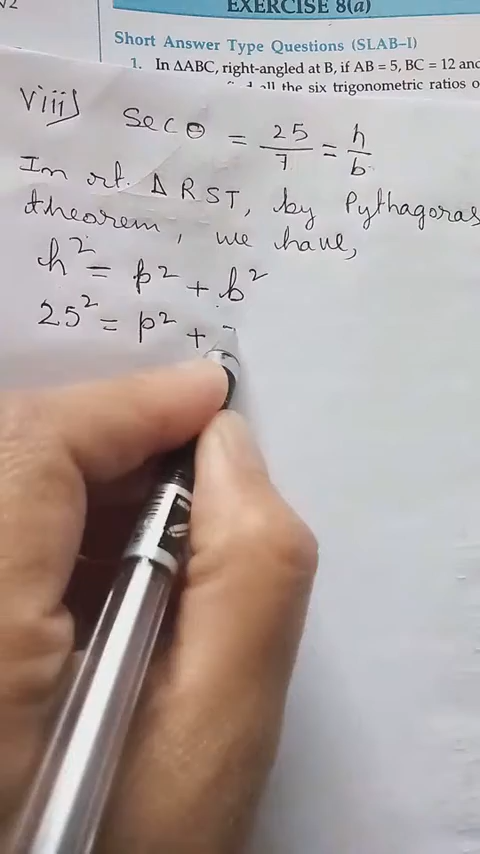 EXERCISE 8(a)
Short Answer Type Questions (SLAB–I)
1. In ΔABC, right-angled at B, if AB = 5, BC = 12 and
all the six trigonometric ratios o
viii) Sec θ = 25/7 = h/b
In rt. Δ RST, by Pythagoras
theorem, we have,
h² = p² + b²
25² = p² +